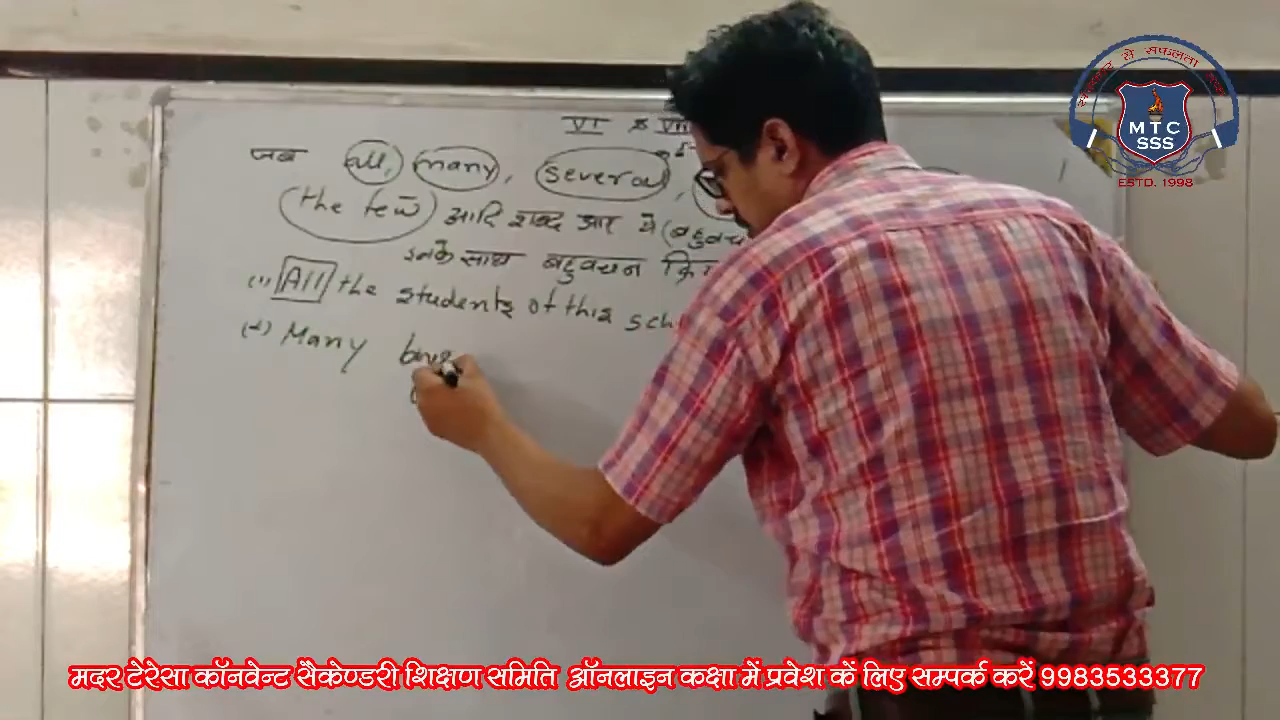 VI & VII
जब all, many, several,
(the few) आदि शब्द आए ये (बहुवच
इनके साथ बहुवचन क्रि
(1) All the students of this sch
(2) Many
MTC
SSS
ESTD. 1998
मदर टेरेसा कॉनवेन्ट सैकेण्डरी शिक्षण समिति ऑनलाइन कक्षा में प्रवेश कें लिए सम्पर्क करें 9983533377